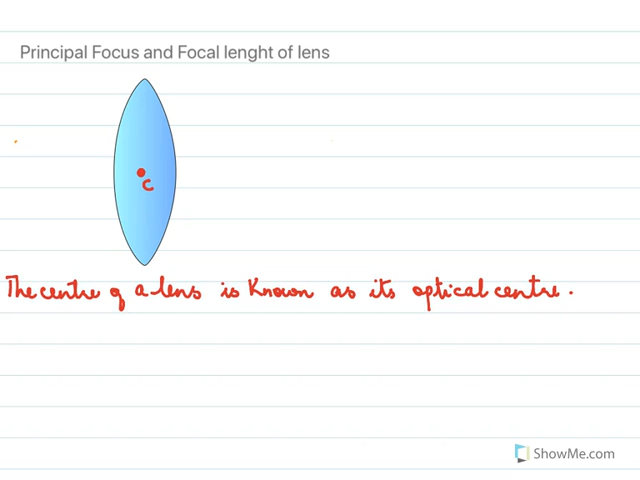 Principal Focus and Focal lenght of lens
C
The centre of a lens is known as its optical centre.
ShowMe.com